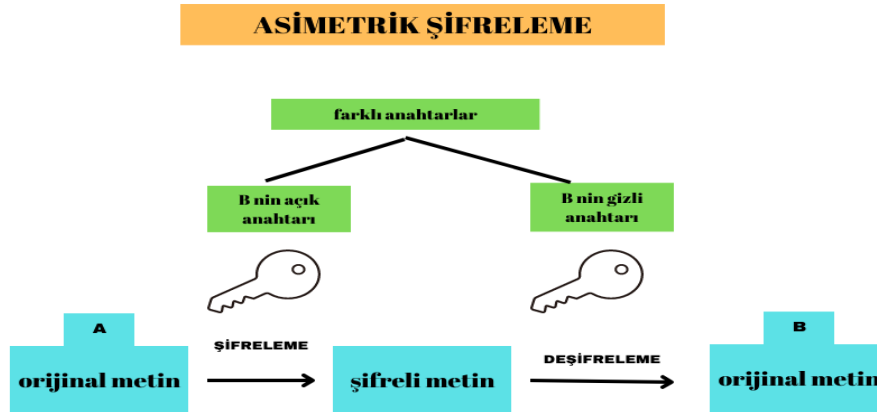 ASİMETRİK ŞİFRELEME
farklı anahtarlar
B nin açık
anahtarı
B nin gizli
anahtarı
A
ŞİFRELEME
orijinal metin
şifreli metin
DEŞİFRELEME
B
orijinal metin